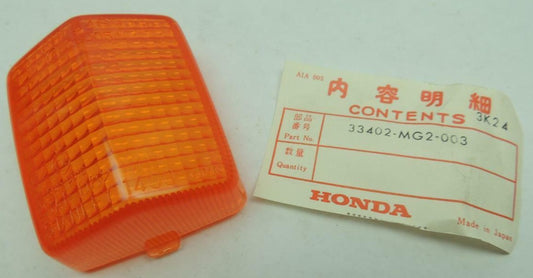 A1A 005
内容明細
CONTENTS 3K24
部品
番号
Part No. 33402-MG2-003
数量
Quantity
HONDA
Made in Japan